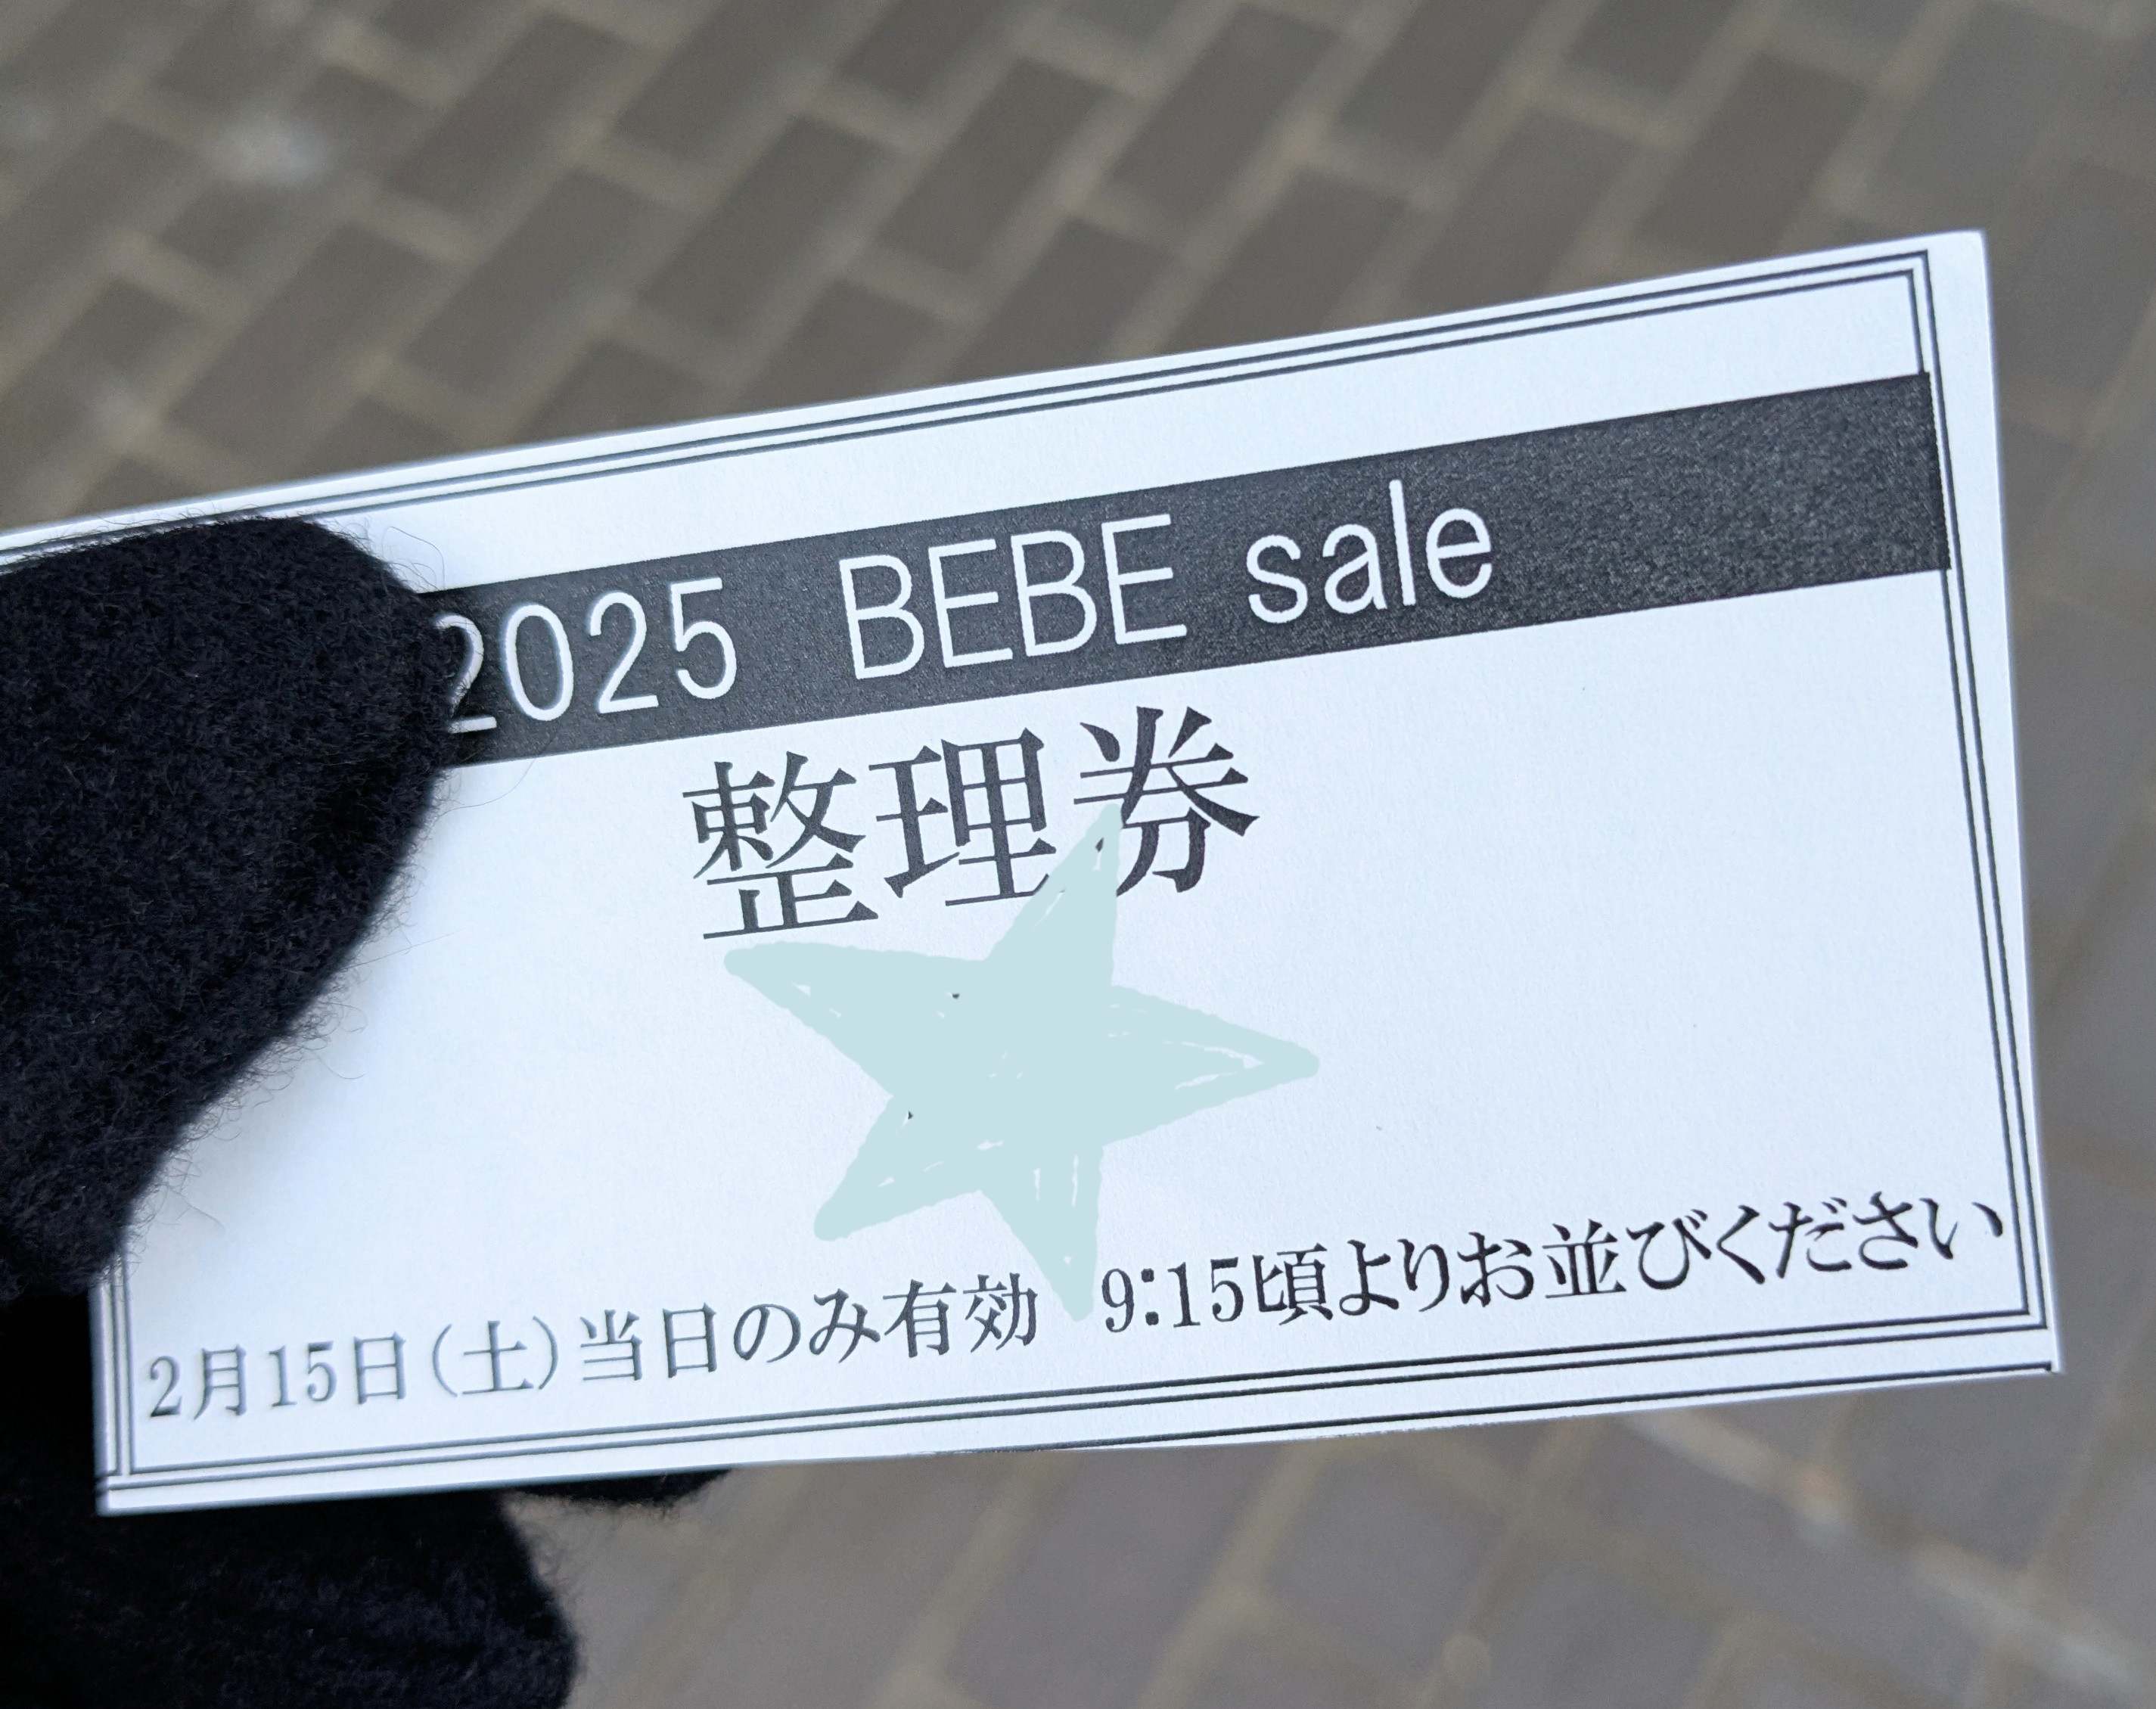 2025 BEBE sale
整理券
2月15日(土)当日のみ有効 9:15頃よりお並びください